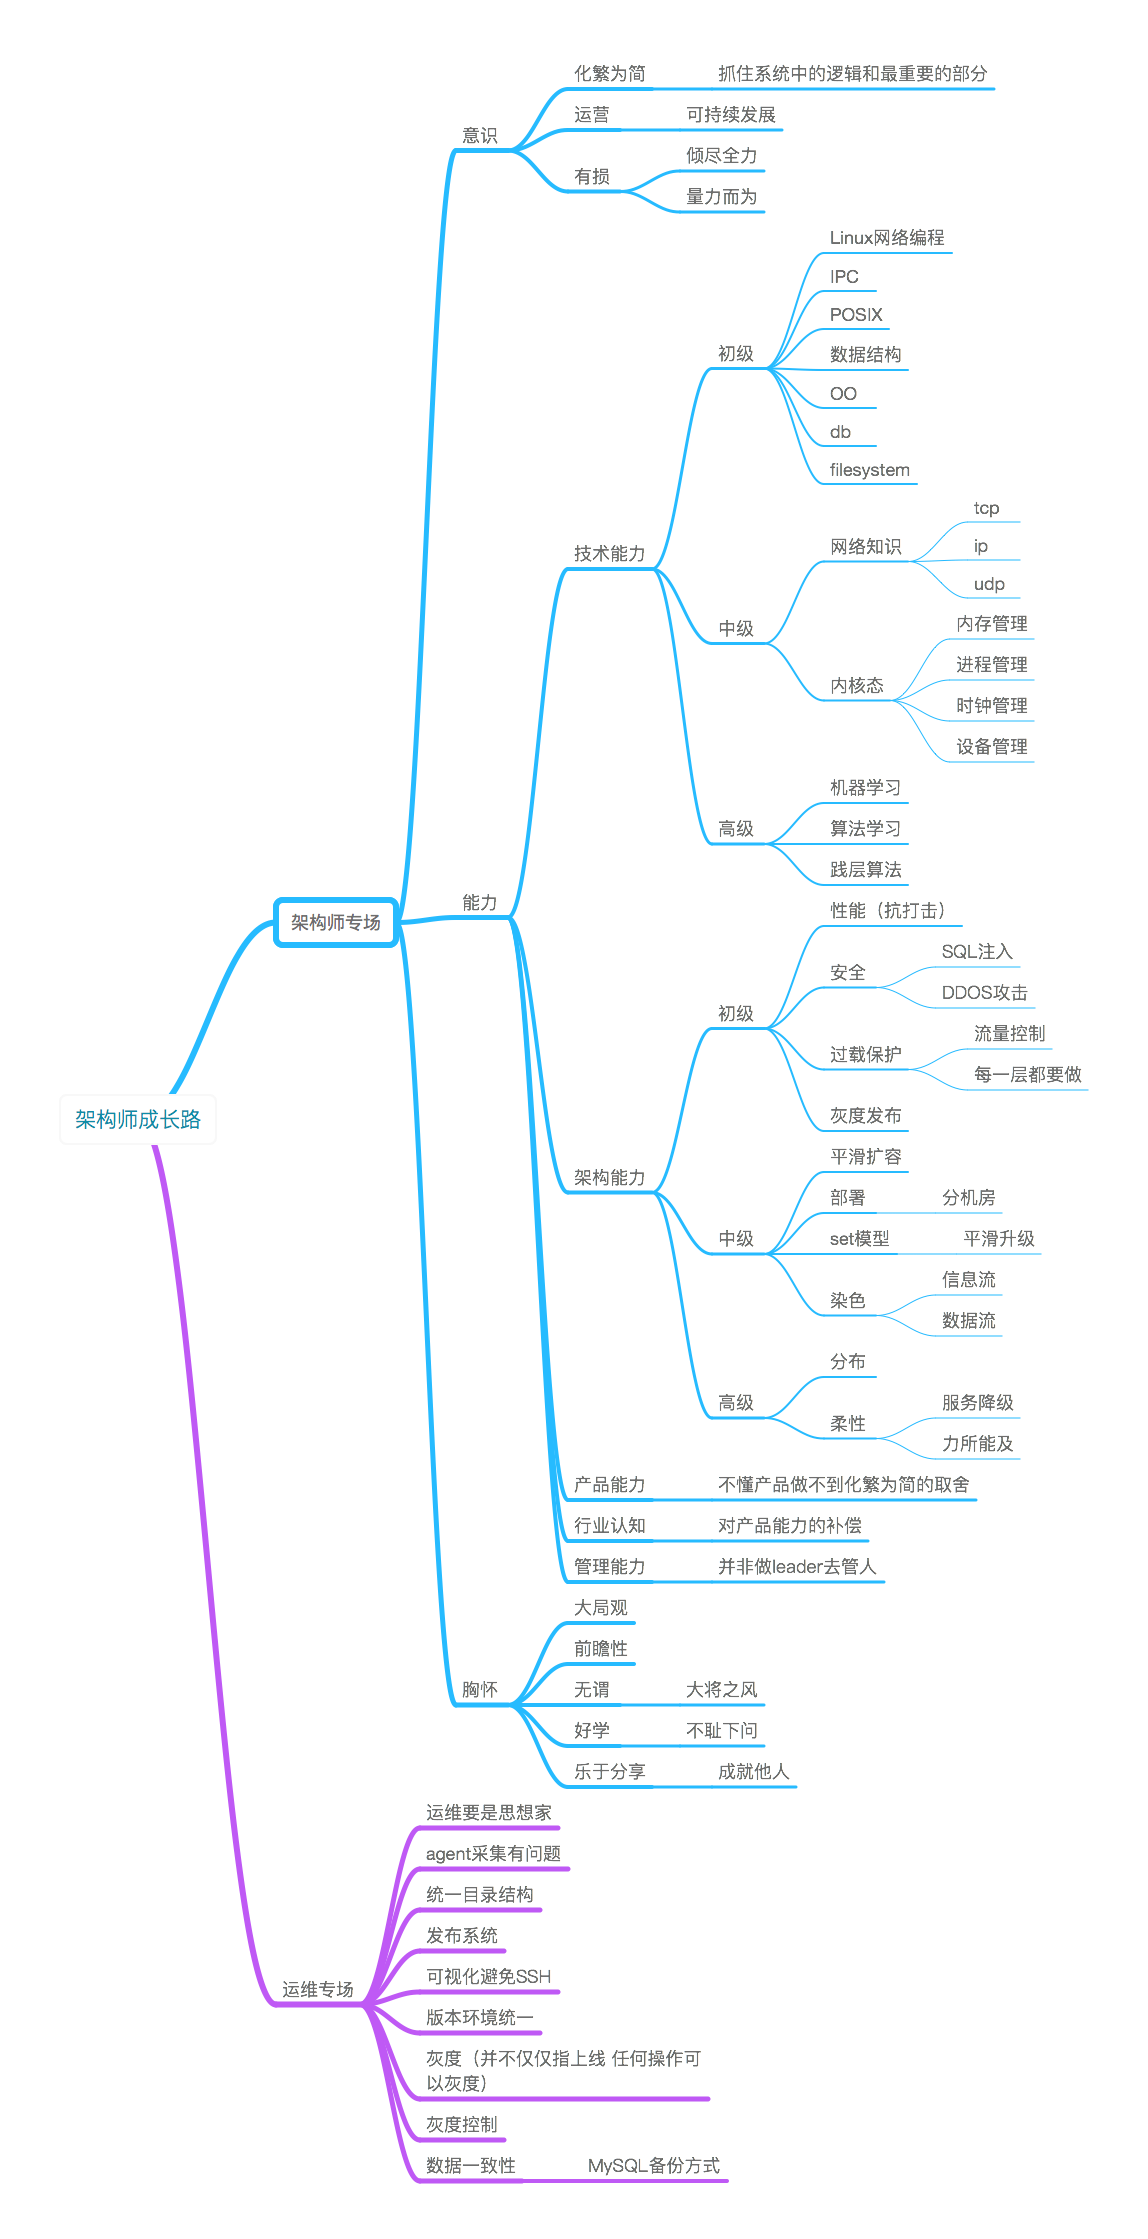 化繁为简
抓住系统中的逻辑和最重要的部分
运营
可持续发展
意识
倾尽全力
有损
量力而为
Linux网络编程
IPC
POSIX
初级
数据结构
OO
db
filesystem
tcp
技术能力
网络知识
ip
udp
内存管理
中级
进程管理
内核态
时钟管理
设备管理
机器学习
高级
算法学习
践层算法
能力
架构师专场
性能（抗打击）
SQL注入
安全
DDOS攻击
初级
流量控制
过载保护
每一层都要做
架构师成长路
灰度发布
平滑扩容
架构能力
部署
分机房
中级
set模型
平滑升级
信息流
染色
数据流
分布
高级
服务降级
柔性
力所能及
产品能力
不懂产品做不到化繁为简的取舍
行业认知
对产品能力的补偿
管理能力
并非做leader去管人
大局观
前瞻性
胸怀
无谓
大将之风
好学
不耻下问
乐于分享
成就他人
运维要是思想家
agent采集有问题
统一目录结构
发布系统
可视化避免SSH
运维专场
版本环境统一
灰度（并不仅仅指上线 任何操作可
以灰度）
灰度控制
数据一致性
MySQL备份方式